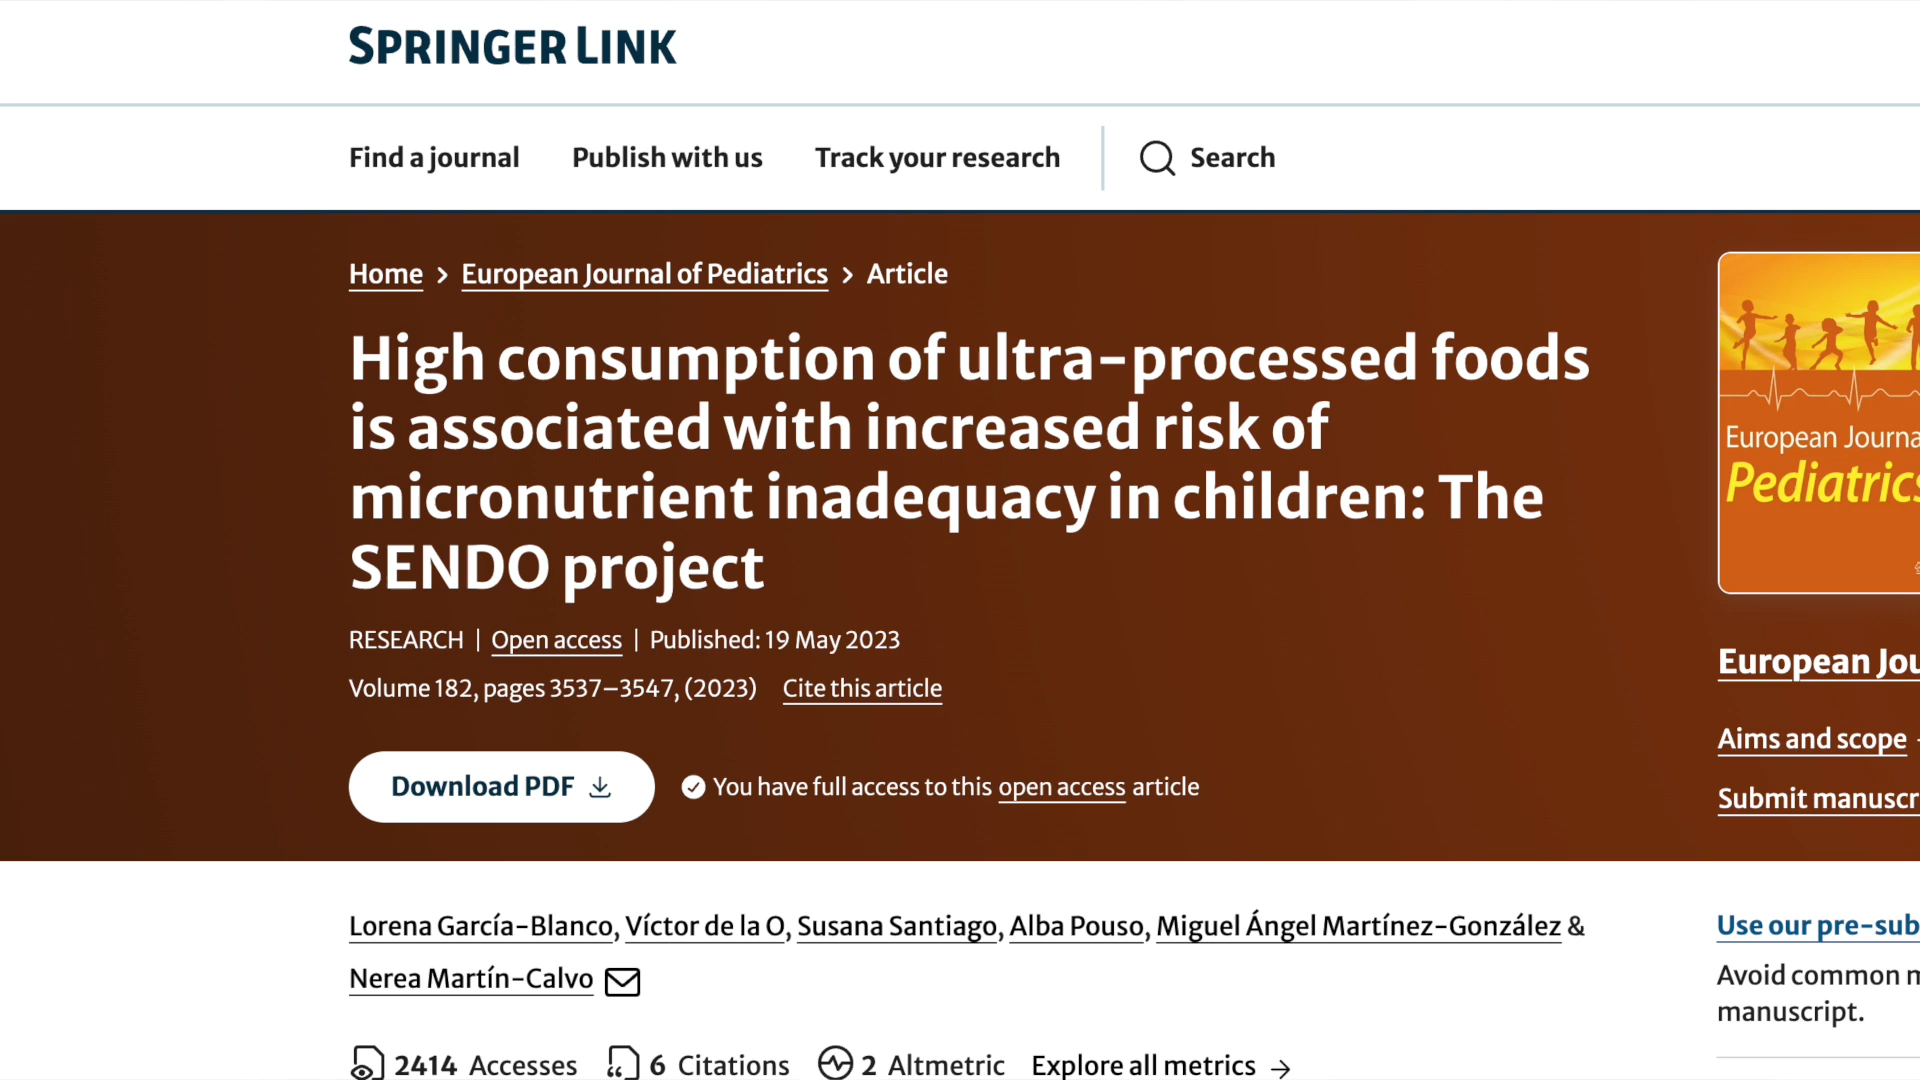 SPRINGER LINK
Find a journal Publish with us Track your research Search
Home > European Journal of Pediatrics > Article
High consumption of ultra-processed foods
is associated with increased risk of
micronutrient inadequacy in children: The
SENDO project
RESEARCH | Open access | Published: 19 May 2023
Volume 182, pages 3537–3547, (2023) Cite this article
Download PDF You have full access to this open access article
Lorena García-Blanco, Víctor de la O, Susana Santiago, Alba Pouso, Miguel Ángel Martínez-González &
Nerea Martín-Calvo
2414 Accesses 6 Citations 2 Altmetric Explore all metrics →
European Journa
Pediatrics
European Jou
Aims and scope
Submit manuscr
Use our pre-sub
Avoid common m
manuscript.